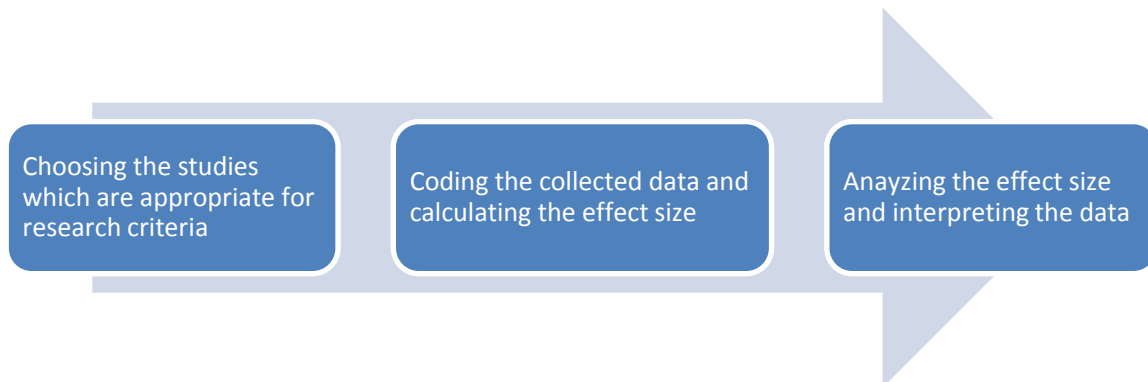 Choosing the studies
which are appropriate for
research criteria
Coding the collected data and
calculating the effect size
Anayzing the effect size
and interpreting the data